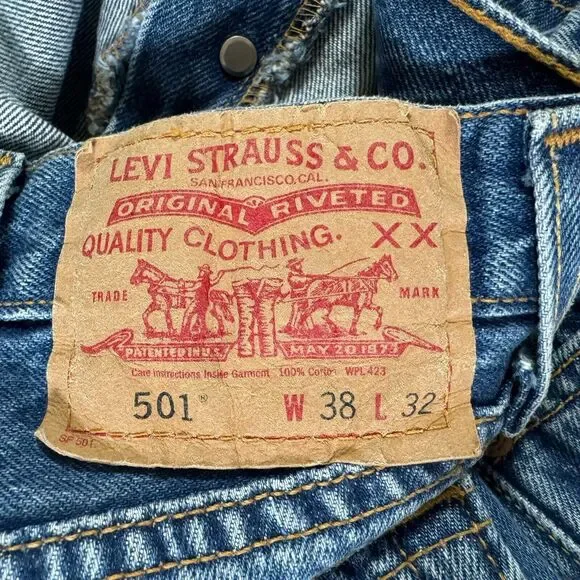 LEVI STRAUSS & CO.
SAN FRANCISCO, CAL.
ORIGINAL RIVETED
QUALITY CLOTHING. XX
TRADE MARK
PATENTED IN U.S. MAY 20 1873
Care Instructions Inside Garment 100% Cotton WPL 423
501® W 38 L 32
SP 501